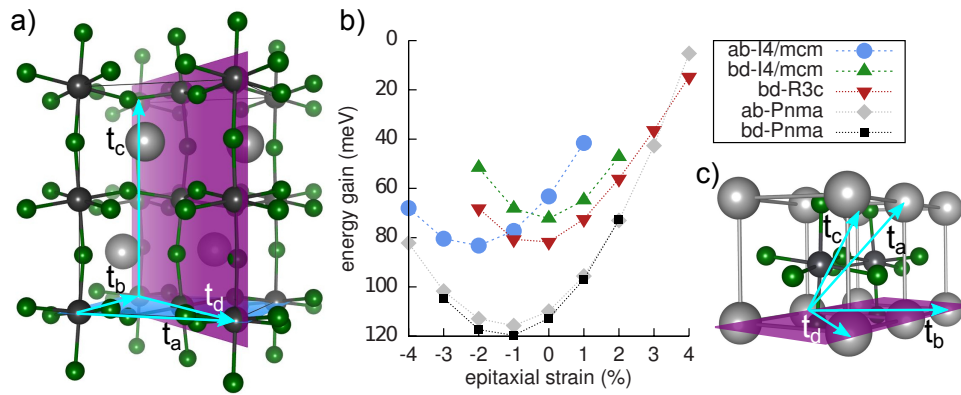 a)
t_c
t_b
t_d
t_a
b)
energy gain (meV)
0
20
40
60
80
100
120
-4 -3 -2 -1 0 1 2 3 4
epitaxial strain (%)
ab-I4/mcm
bd-I4/mcm
bd-R3c
ab-Pnma
bd-Pnma
c)
t_c
t_a
t_d
t_b